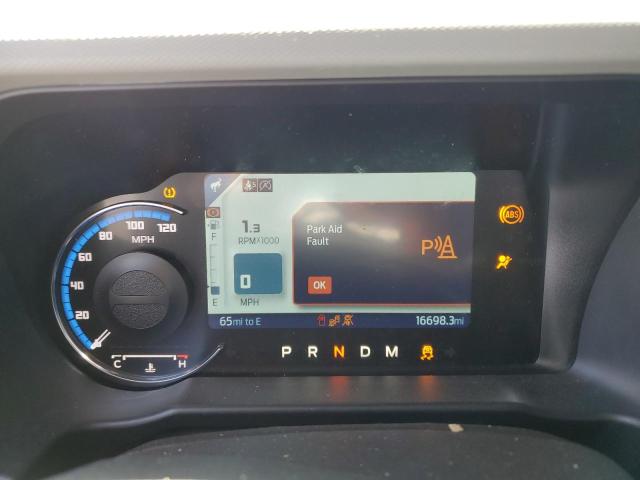 120
100
80
60
40
20
MPH
F
E
1.3
RPMX1000
0
MPH
Park Aid
Fault
P
OK
ABS
65mi to E
16698.3mi
C
H
P R N D M